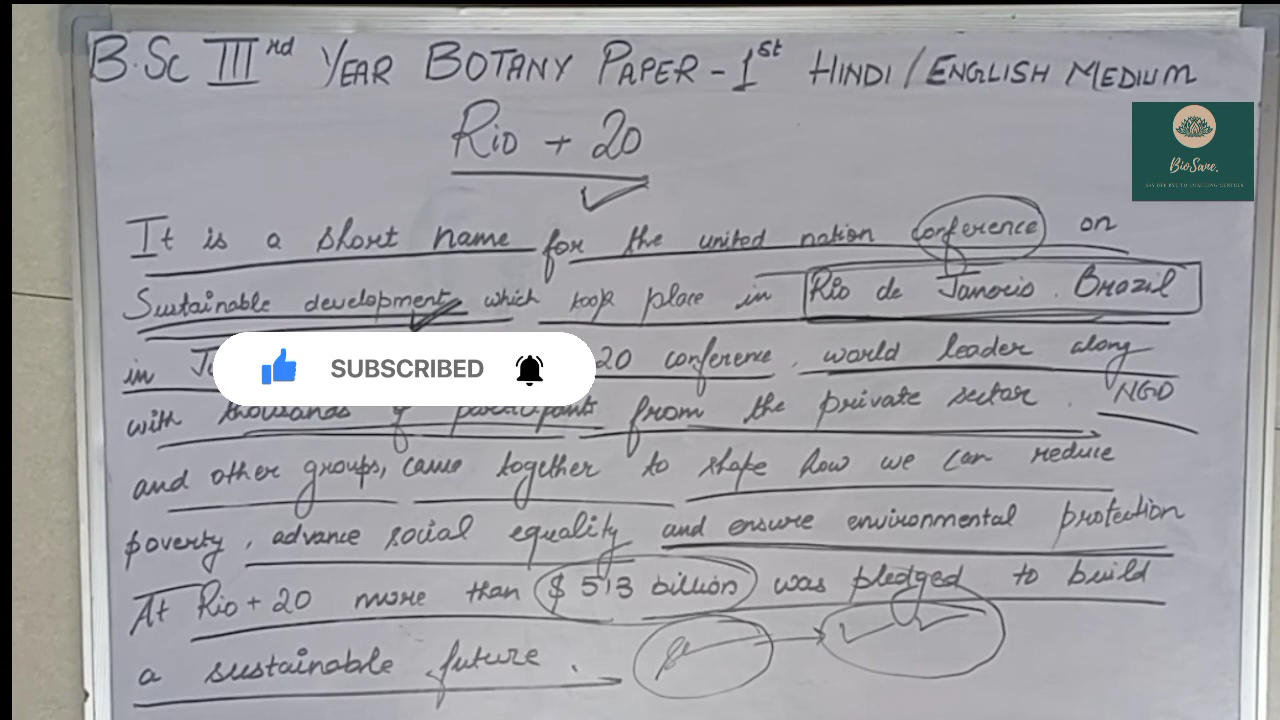 B.Sc IIIrd YEAR BOTANY PAPER - 1st HINDI / ENGLISH MEDIUM
Rio + 20
BioSane.
It is a short name for the united nation conference on
Sustainable development which took place in Rio de Janorio. Brazil
in 20 conference, world leader along
SUBSCRIBED
with thousands of participants from the private sector. NGO
and other groups, came together to shape how we can reduce
poverty, advance social equality and ensure environmental protection
At Rio + 20 more than $ 513 billion was pledged to build
a sustainable future.